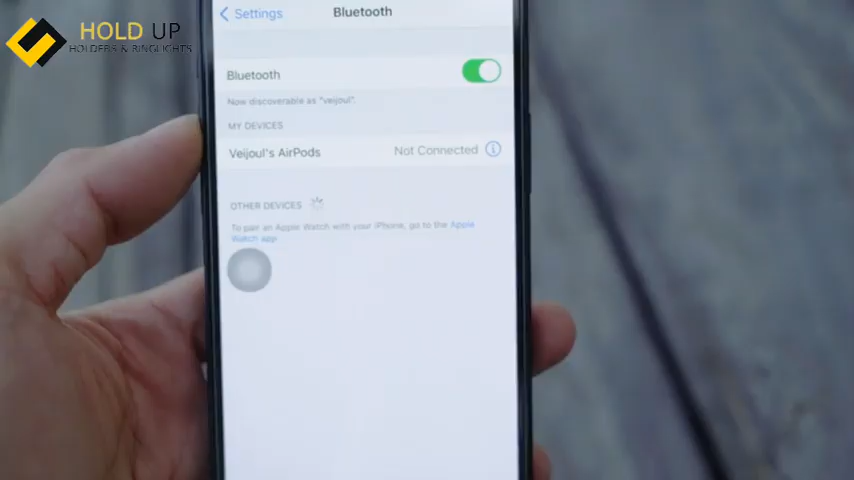 HOLD UP
HOLDERS & RINGLIGHTS
Settings
Bluetooth
Bluetooth
Now discoverable as "veijoul".
MY DEVICES
Veijoul's AirPods
Not Connected
OTHER DEVICES
To pair an Apple Watch with your iPhone, go to the Apple
Watch app